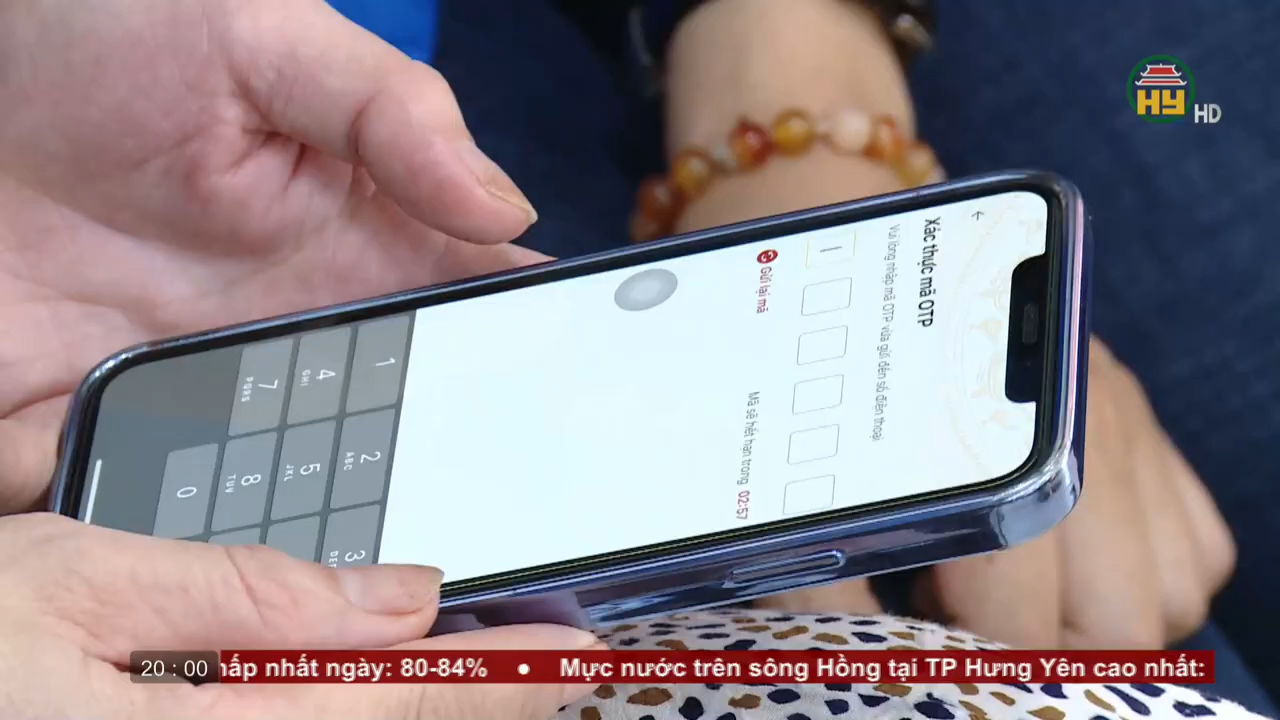 HY HD
←
Xác thực mã OTP
Vui lòng nhập mã OTP vừa gửi đến số điện thoại
Gửi lại mã
Mã sẽ hết hạn trong 02:57
1
2 ABC
3 DEF
4 GHI
5 JKL
7 PQRS
8 TUV
0
20 : 00 hấp nhất ngày: 80-84% • Mực nước trên sông Hồng tại TP Hưng Yên cao nhất: